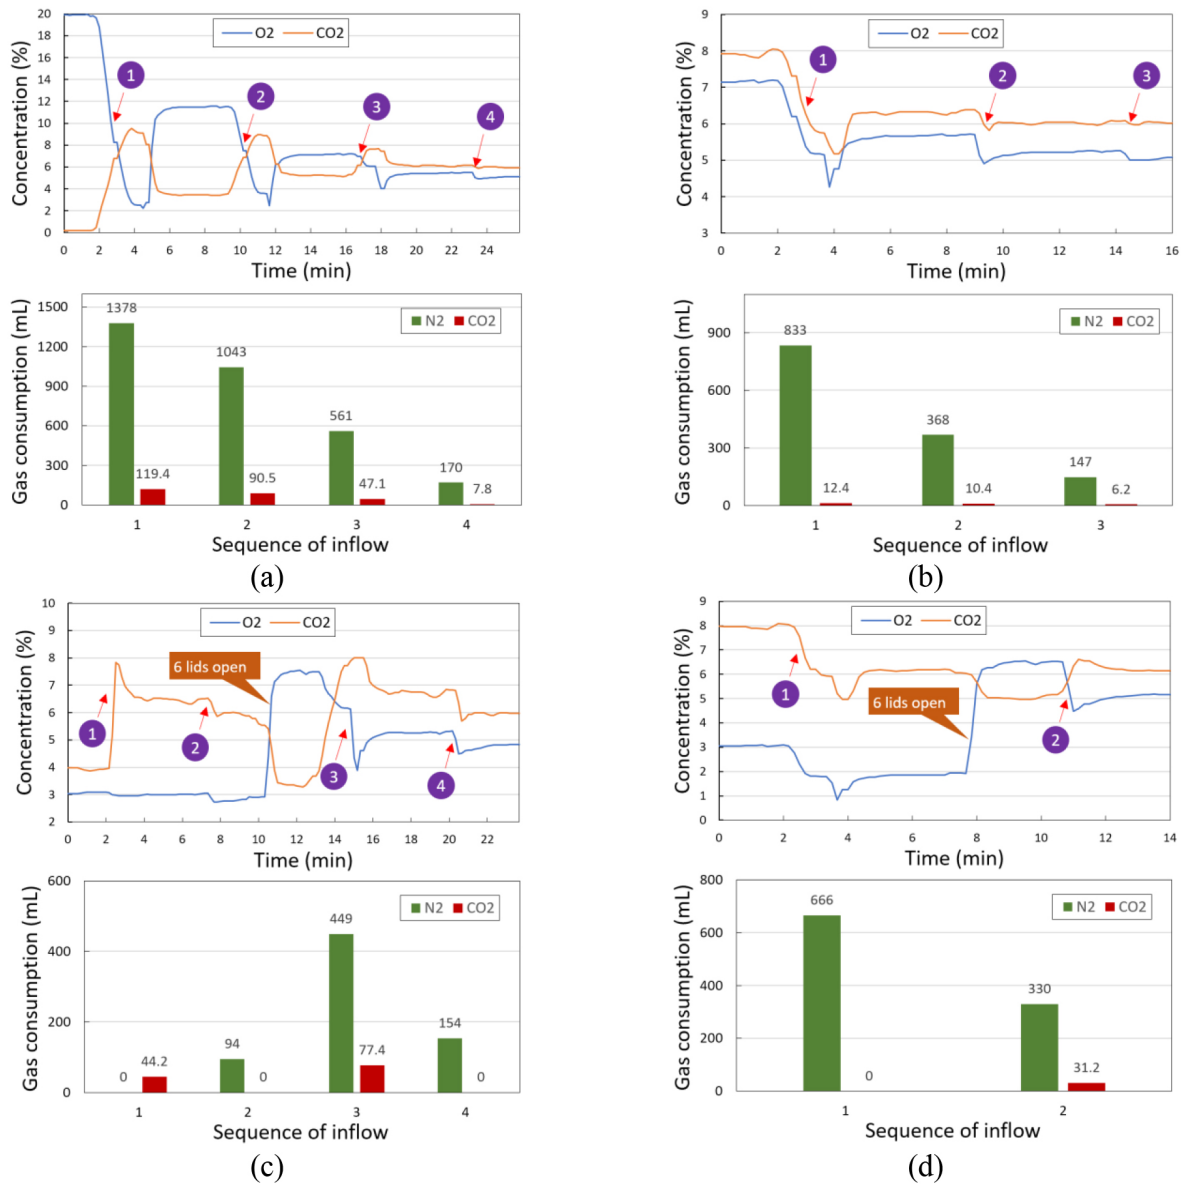 O2 CO2
Concentration (%)
20
18
16
14
12
10
8
6
4
2
0
1
2
3
4
0 2 4 6 8 10 12 14 16 18 20 22 24
Time (min)
N2 CO2
Gas consumption (mL)
1500
1200
900
600
300
0
1378
119.4
1043
90.5
561
47.1
170
7.8
1 2 3 4
Sequence of inflow
(a)
O2 CO2
Concentration (%)
9
8
7
6
5
4
3
1
2
3
0 2 4 6 8 10 12 14 16
Time (min)
N2 CO2
Gas consumption (mL)
900
600
300
0
833
12.4
368
10.4
147
6.2
1 2 3
Sequence of inflow
(b)
O2 CO2
Concentration (%)
10
9
8
7
6
5
4
3
2
6 lids open
1
2
3
4
0 2 4 6 8 10 12 14 16 18 20 22
Time (min)
N2 CO2
Gas consumption (mL)
600
400
200
0
0
44.2
94
0
449
77.4
154
0
1 2 3 4
Sequence of inflow
(c)
O2 CO2
Concentration (%)
9
8
7
6
5
4
3
2
1
0
1
6 lids open
2
0 2 4 6 8 10 12 14
Time (min)
N2 CO2
Gas consumption (mL)
800
600
400
200
0
666
0
330
31.2
1 2
Sequence of inflow
(d)